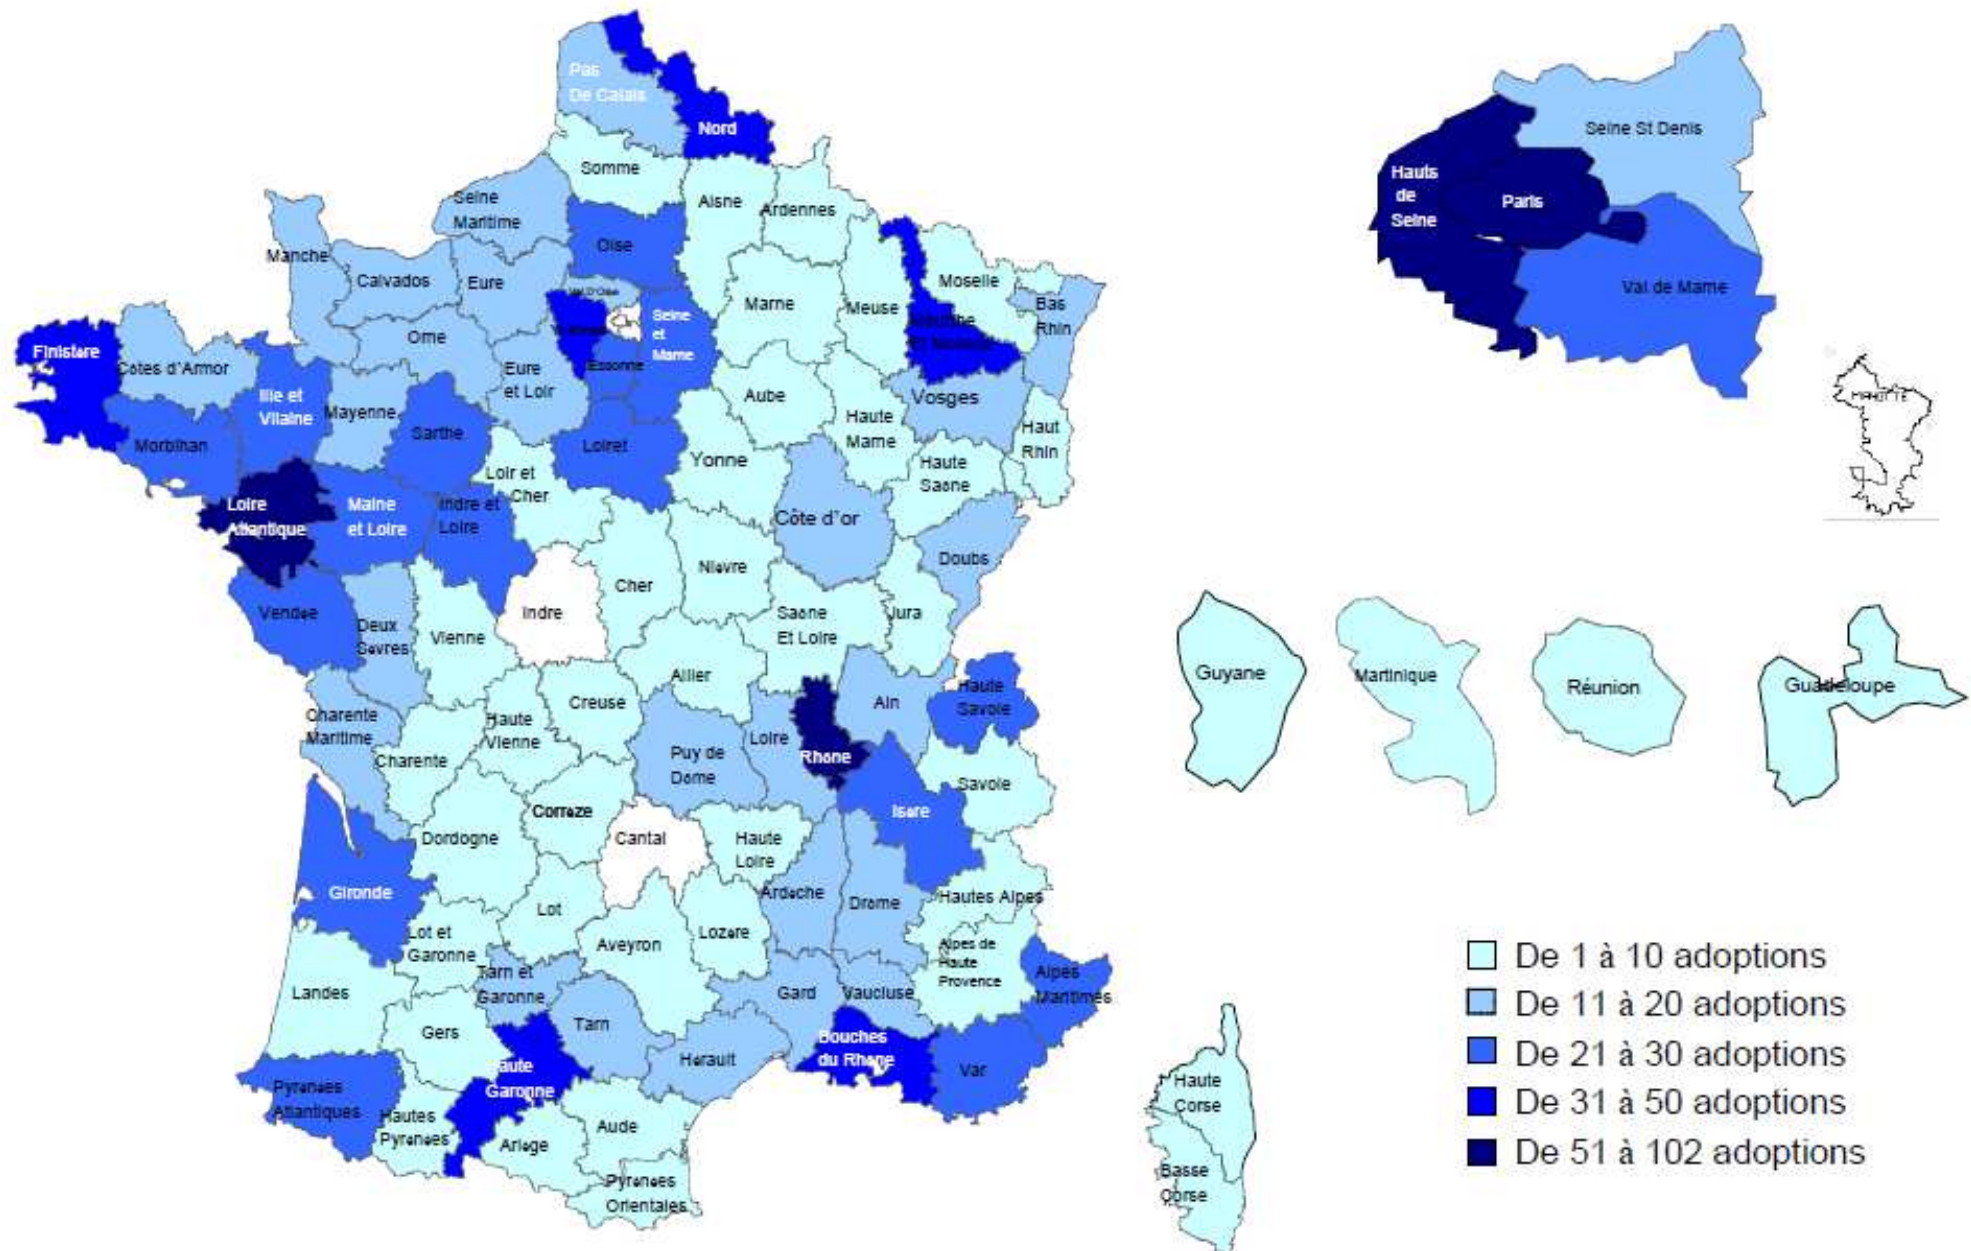 Pas
De Calais
Nord
Somme
Seine
Maritime
Aisne
Ardennes
Oise
Manche
Calvados
Eure
Val D'Oise
Marne
Meuse
Moselle
Bas
Rhin
Seine
et
Marne
Essonne
Finistere
Côtes d'Armor
Orne
Eure
et Loir
Ille et
Vilaine
Mayenne
Sarthe
Morbihan
Loiret
Aube
Haute
Marne
Vosges
Haut
Rhin
Loir et
Cher
Yonne
Haute
Saone
Loire
Atlantique
Maine
et Loire
Indre et
Loire
Côte d'or
Doubs
Cher
Nievre
Indre
Vendee
Deux
Sevres
Vienne
Saone
Et Loire
Jura
Allier
Creuse
Haute
Vienne
Charente
Maritime
Charente
Puy de
Dome
Loire
Rhone
Ain
Haute
Savoie
Savoie
Isere
Correze
Dordogne
Cantal
Haute
Loire
Gironde
Ardeche
Drome
Hautes Alpes
Lot
Lot et
Garonne
Aveyron
Lozere
Alpes de
Haute
Provence
Alpes
Maritimes
Landes
Tarn et
Garonne
Gard
Vaucluse
Gers
Tarn
Herault
Bouches
du Rhone
Var
Pyrenees
Atlantiques
Hautes
Pyrenees
aute
Garonne
Ariege
Aude
Pyrenees
Orientales
Haute
Corse
Basse
Corse
Seine St Denis
Hauts
de
Seine
Paris
Val de Marne
MAYOTTE
Guyane
Martinique
Réunion
Guadeloupe
De 1 à 10 adoptions
De 11 à 20 adoptions
De 21 à 30 adoptions
De 31 à 50 adoptions
De 51 à 102 adoptions